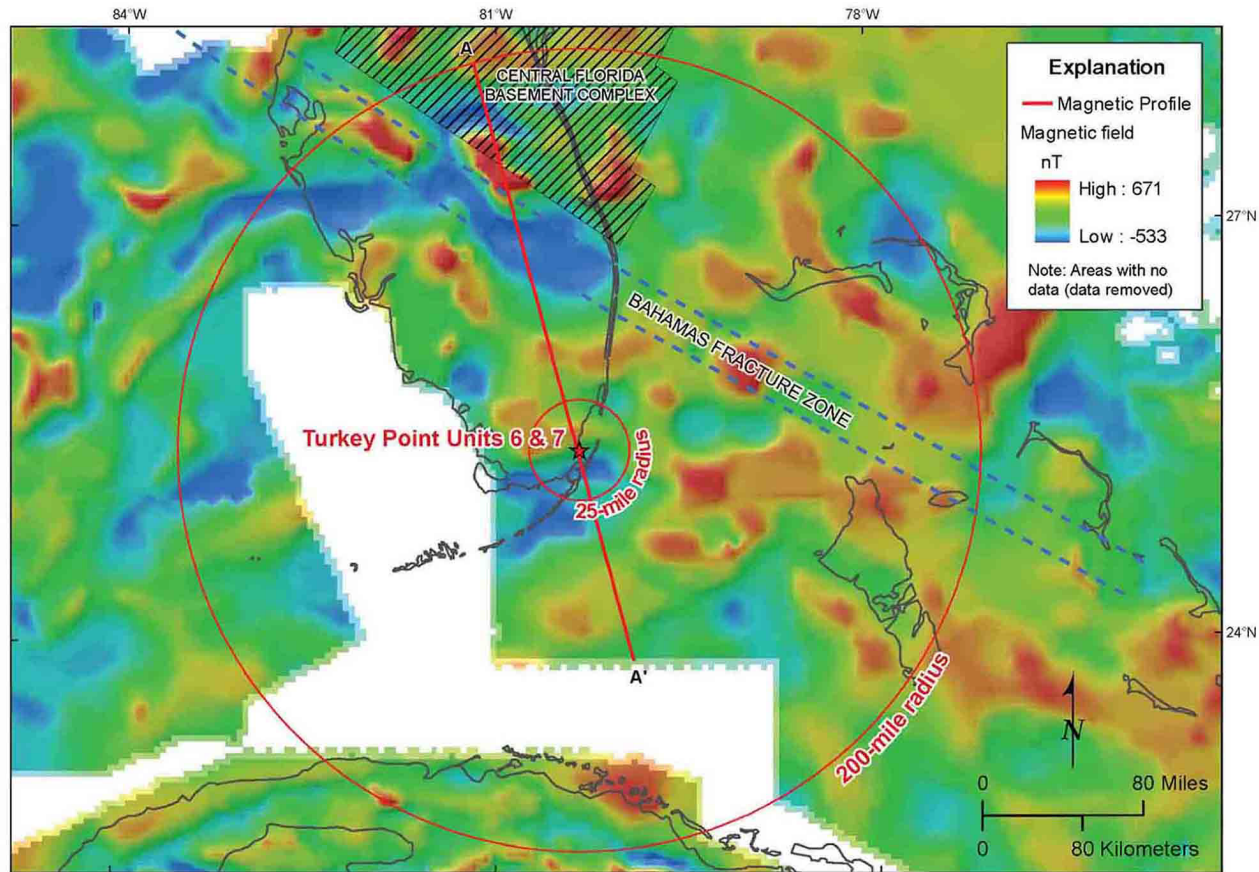 84°W
81°W
78°W
A
CENTRAL FLORIDA
BASEMENT COMPLEX
Explanation
Magnetic Profile
Magnetic field
nT
High : 671
Low : -533
Note: Areas with no
data (data removed)
27°N
BAHAMAS FRACTURE ZONE
Turkey Point Units 6 & 7
25-mile radius
24°N
A'
200-mile radius
N
0 80 Miles
0 80 Kilometers